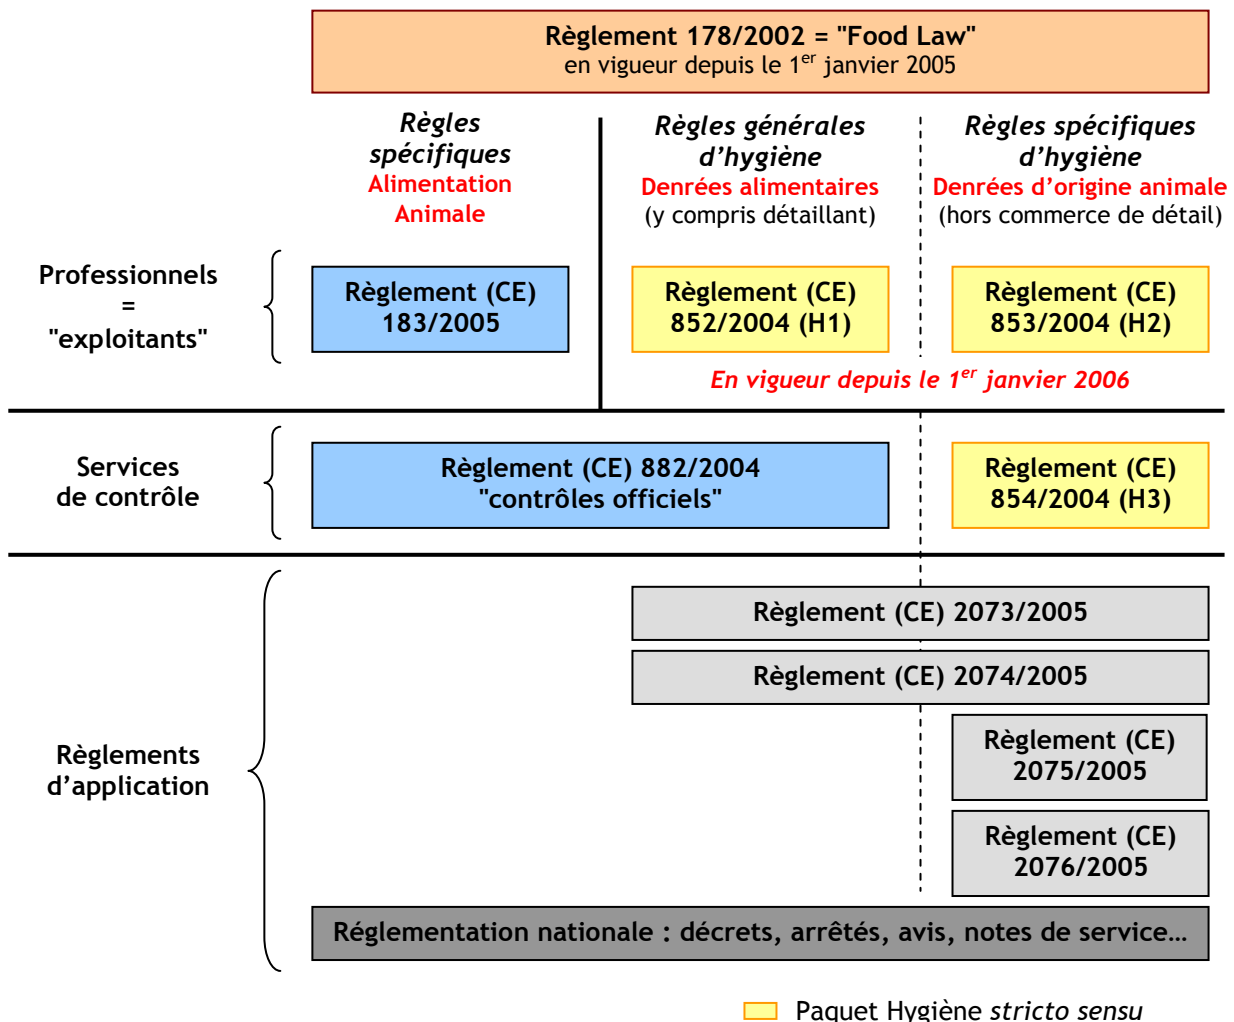 Règlement 178/2002 = "Food Law"
en vigueur depuis le 1er janvier 2005
Règles
spécifiques
Alimentation
Animale
Règles générales
d’hygiène
Denrées alimentaires
(y compris détaillant)
Règles spécifiques
d’hygiène
Denrées d’origine animale
(hors commerce de détail)
Professionnels
=
"exploitants"
Règlement (CE)
183/2005
Règlement (CE)
852/2004 (H1)
Règlement (CE)
853/2004 (H2)
En vigueur depuis le 1er janvier 2006
Services
de contrôle
Règlement (CE) 882/2004
"contrôles officiels"
Règlement (CE)
854/2004 (H3)
Règlements
d’application
Règlement (CE) 2073/2005
Règlement (CE) 2074/2005
Règlement (CE)
2075/2005
Règlement (CE)
2076/2005
Réglementation nationale : décrets, arrêtés, avis, notes de service…
Paquet Hygiène stricto sensu